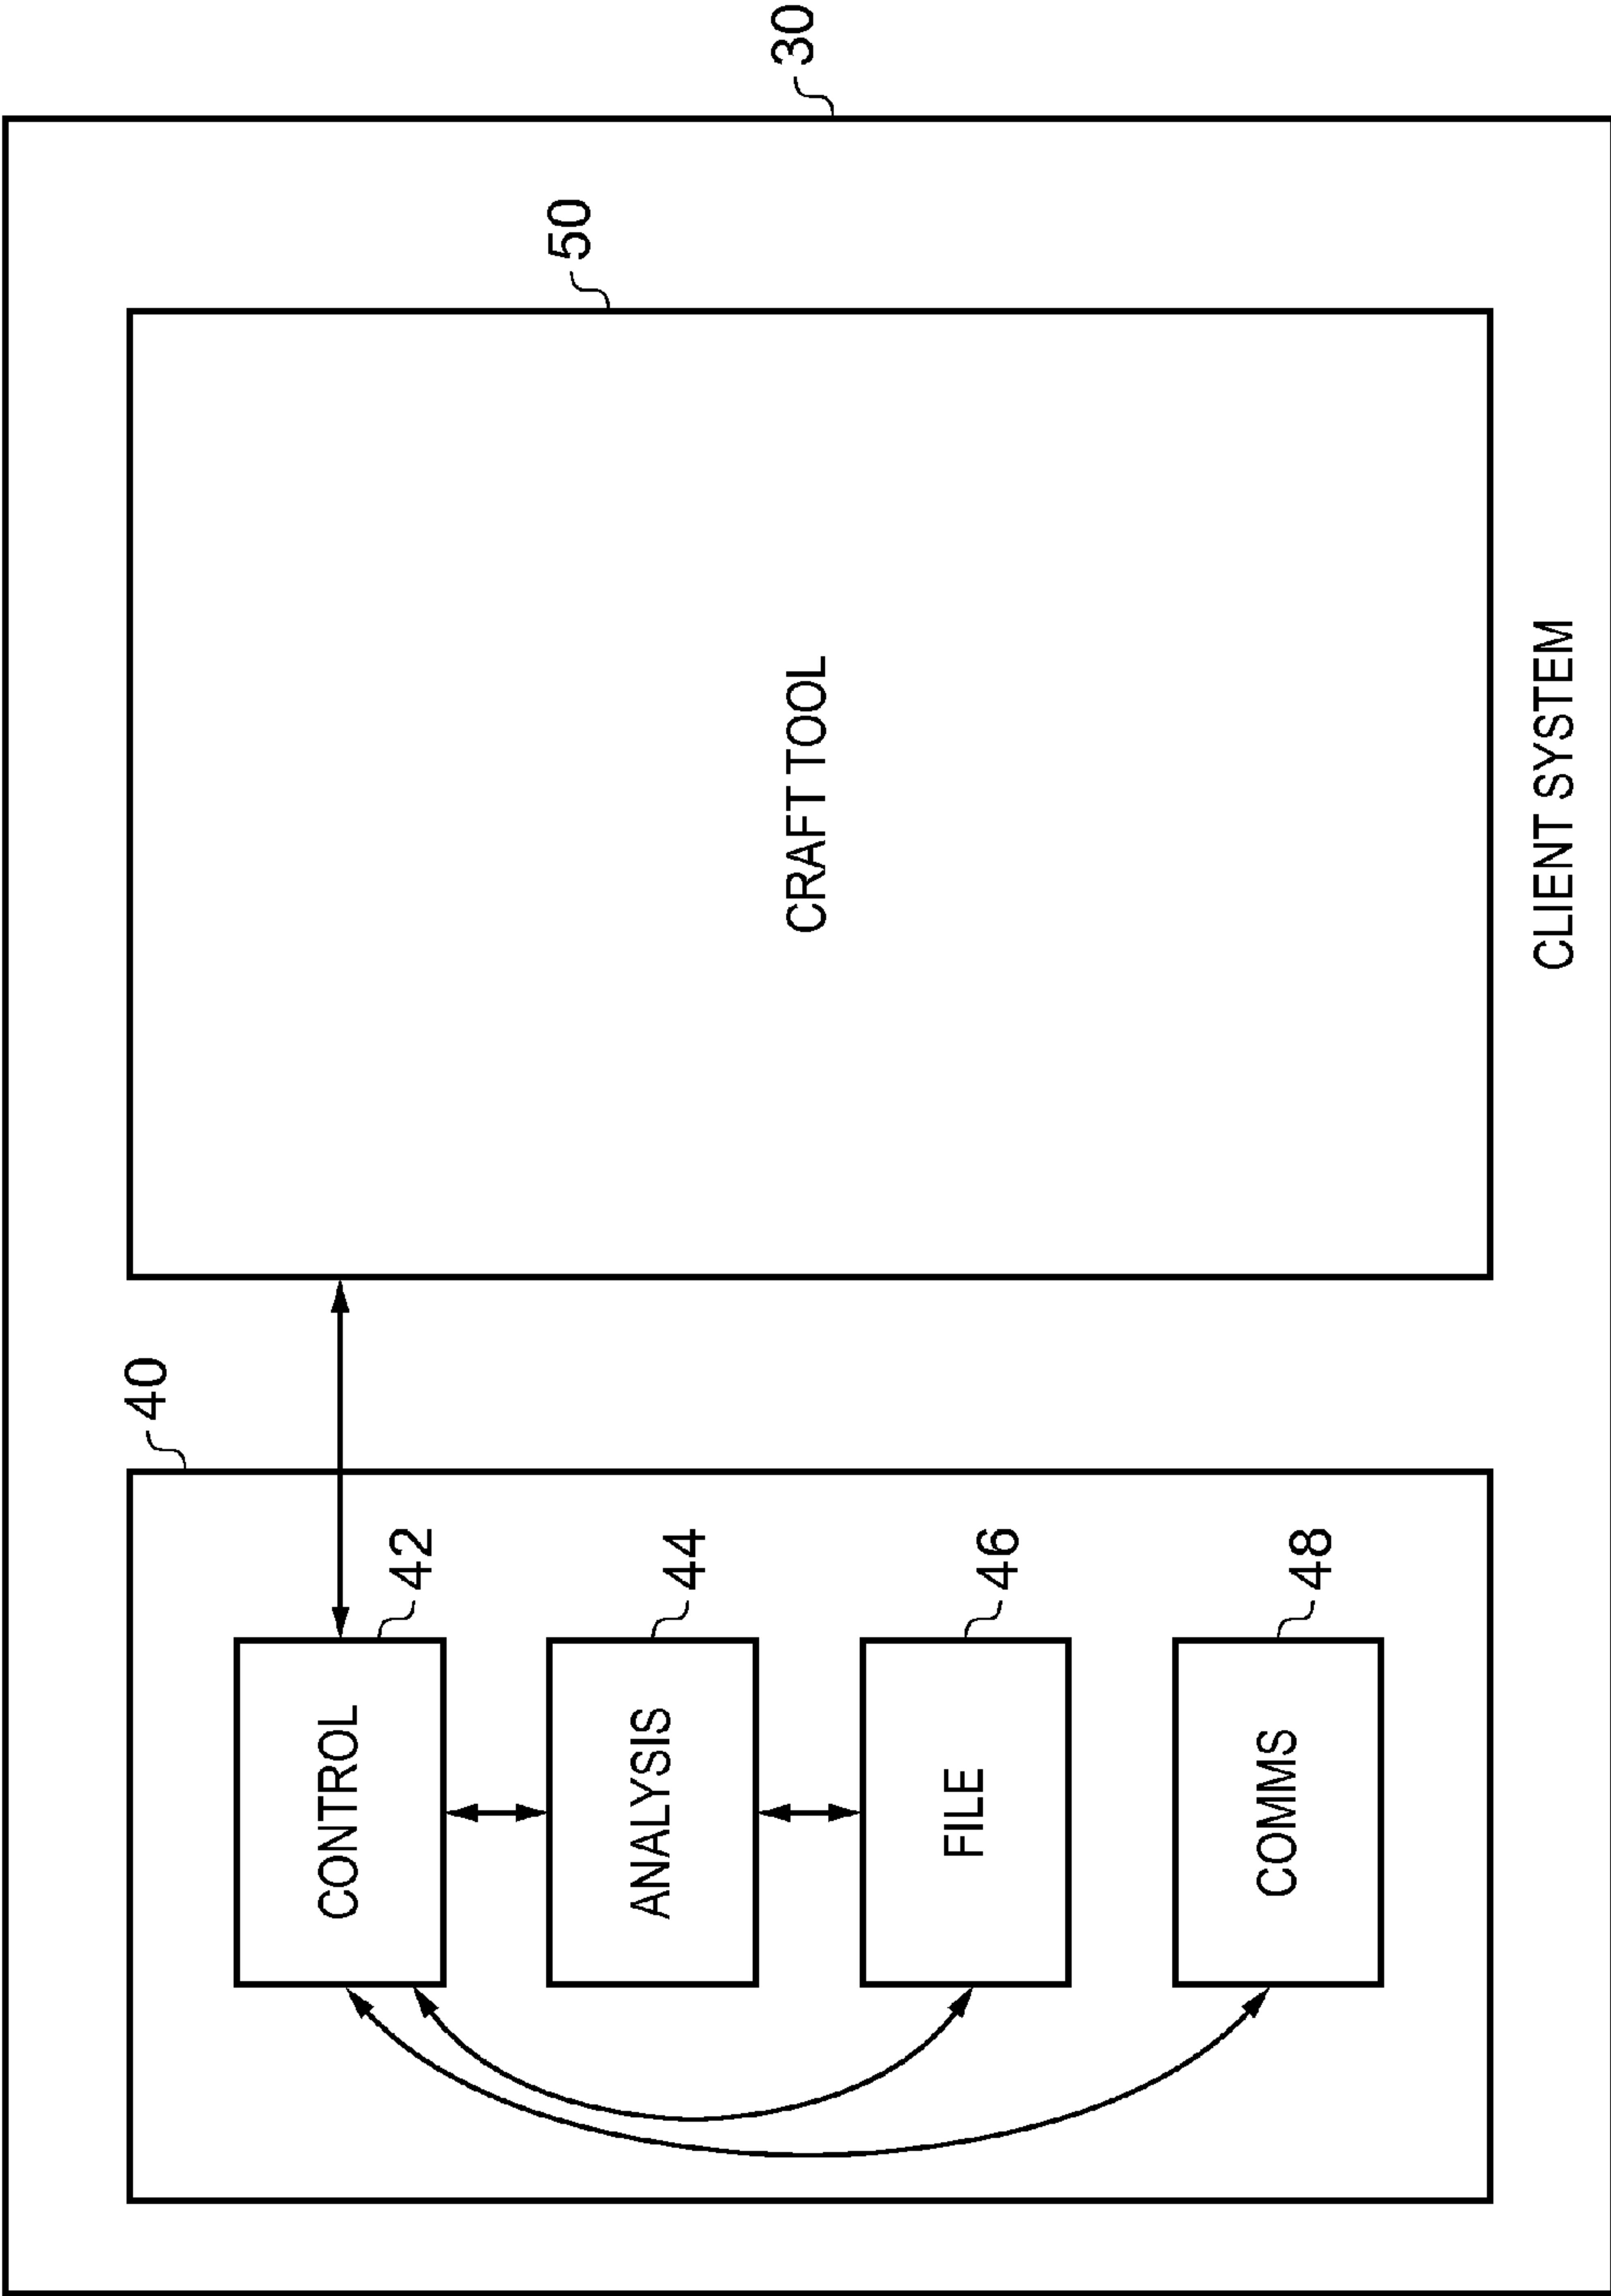 30
50
40
CRAFT TOOL
CONTROL
42
ANALYSIS
44
FILE
46
COMMS
48
CLIENT SYSTEM